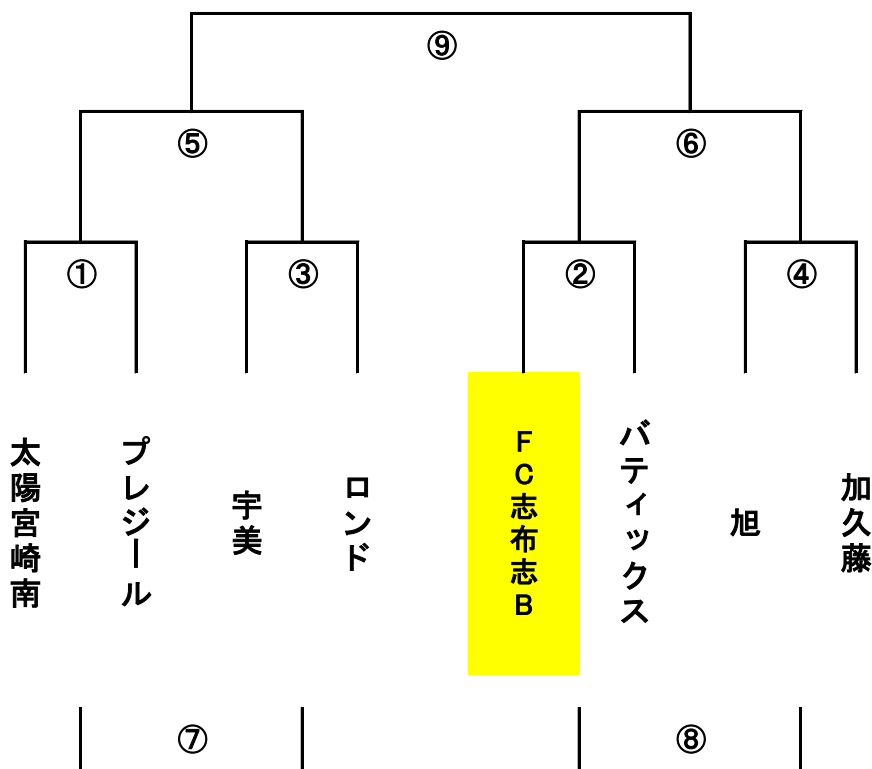 ⑨
⑤
⑥
①
③
②
④
太陽宮崎南
プレジール
宇美
ロンド
FC志布志B
バティックス
旭
加久藤
⑦
⑧